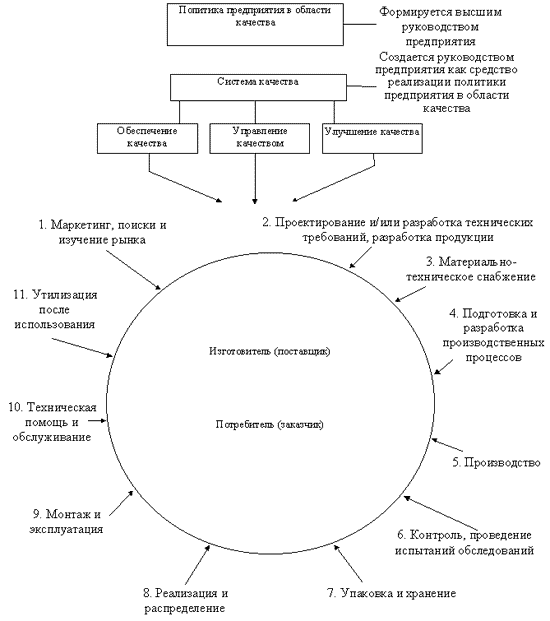 Политика предприятия в области
качества
Формируется высшим
руководством
предприятия
Создается руководством
предприятия как средство
реализации политики
предприятия в области
качества
Система качества
Обеспечение
качества
Управление
качеством
Улучшение качества
1. Маркетинг, поиски и
изучение рынка
2. Проектирование и/или разработка технических
требований, разработка продукции
3. Материально-
техническое снабжение
4. Подготовка и
разработка
производственных
процессов
5. Производство
6. Контроль, проведение
испытаний обследований
7. Упаковка и хранение
8. Реализация и
распределение
9. Монтаж и
эксплуатация
10. Техническая
помощь и
обслуживание
11. Утилизация
после
использования
Изготовитель (поставщик)
Потребитель (заказчик)